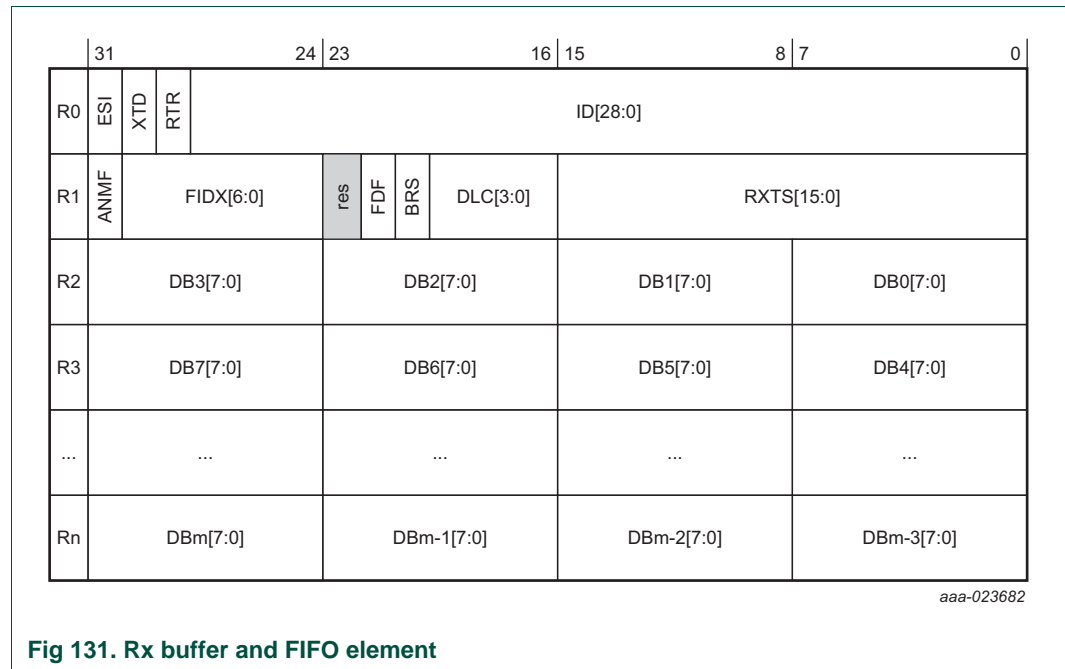 31 24 23 16 15 8 7 0
R0 ESI XTD RTR ID[28:0]
R1 ANMF FIDX[6:0] res FDF BRS DLC[3:0] RXTS[15:0]
R2 DB3[7:0] DB2[7:0] DB1[7:0] DB0[7:0]
R3 DB7[7:0] DB6[7:0] DB5[7:0] DB4[7:0]
... ... ... ... ...
Rn DBm[7:0] DBm-1[7:0] DBm-2[7:0] DBm-3[7:0]
aaa-023682
Fig 131. Rx buffer and FIFO element